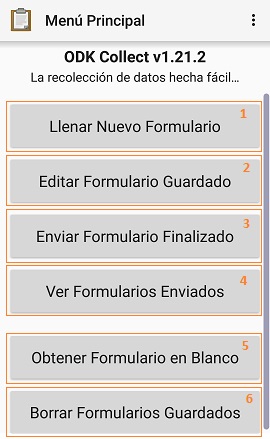 Menú Principal
ODK Collect v1.21.2
La recolección de datos hecha fácil…
1
Llenar Nuevo Formulario
2
Editar Formulario Guardado
3
Enviar Formulario Finalizado
4
Ver Formularios Enviados
5
Obtener Formulario en Blanco
6
Borrar Formularios Guardados